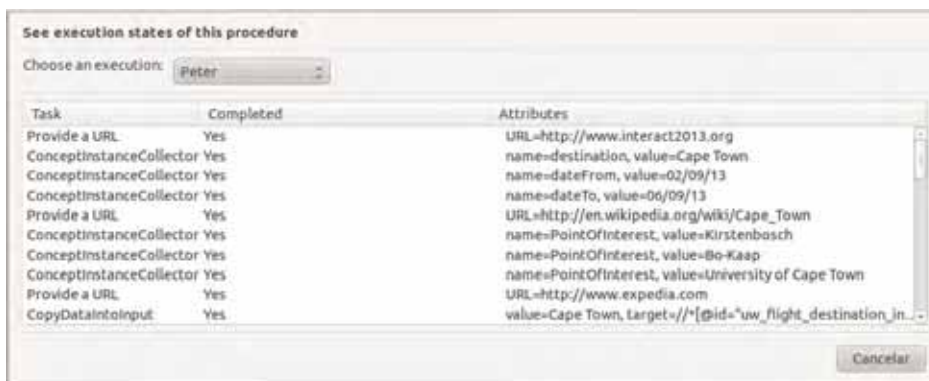 See execution states of this procedure
Choose an execution: Peter
Task Completed Attributes
Provide a URL Yes URL=http://www.interact2013.org
ConceptInstanceCollector Yes name=destination, value=Cape Town
ConceptInstanceCollector Yes name=dateFrom, value=02/09/13
ConceptInstanceCollector Yes name=dateTo, value=06/09/13
Provide a URL Yes URL=http://en.wikipedia.org/wiki/Cape_Town
ConceptInstanceCollector Yes name=PointOfInterest, value=Kirstenbosch
ConceptInstanceCollector Yes name=PointOfInterest, value=Bo-Kaap
ConceptInstanceCollector Yes name=PointOfInterest, value=University of Cape Town
Provide a URL Yes URL=http://www.expedia.com
CopyDataIntoInput Yes value=Cape Town, target=//*[@id="uw_flight_destination_in...
Cancelar